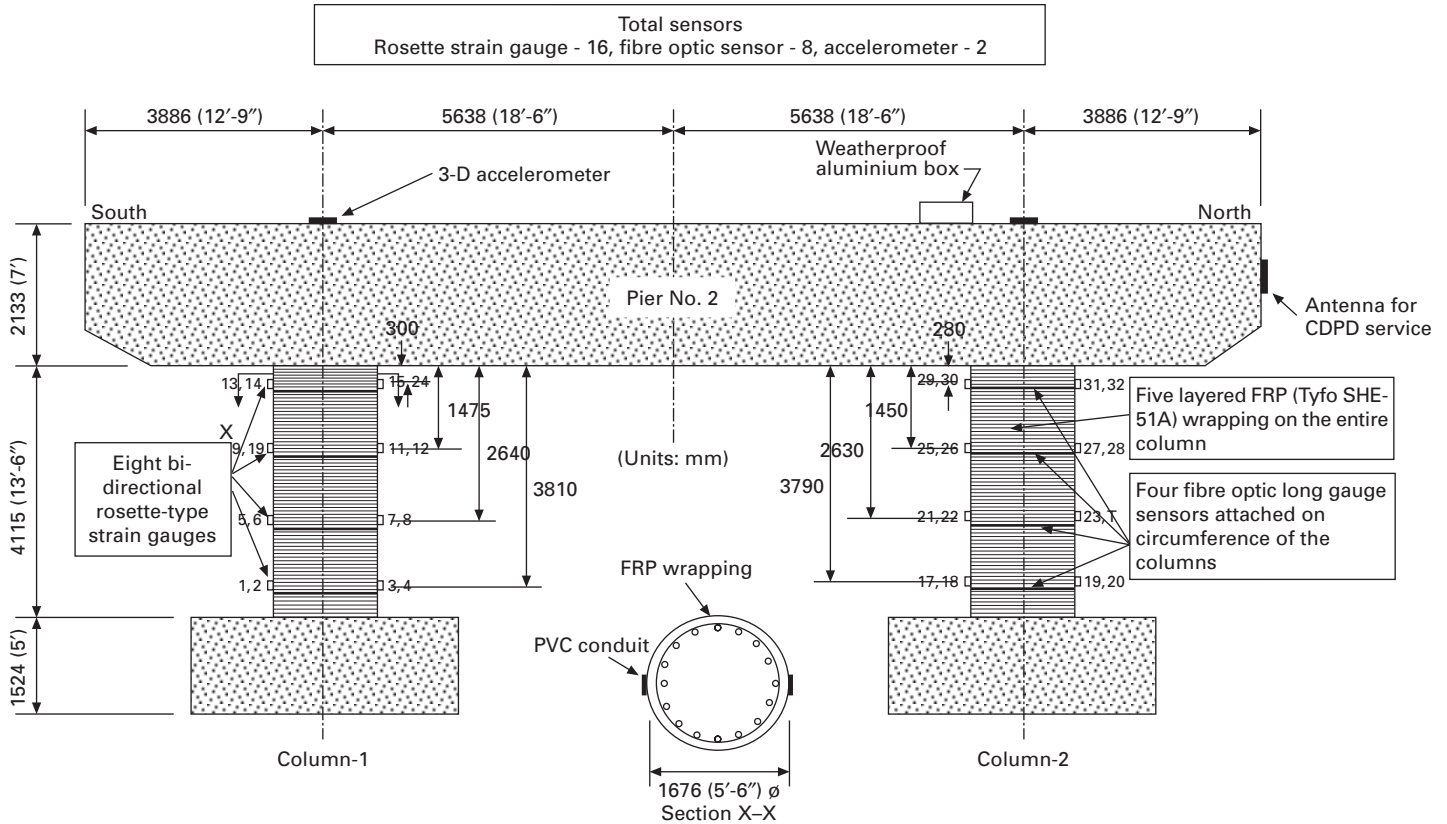 Total sensors
Rosette strain gauge - 16, fibre optic sensor - 8, accelerometer - 2
3886 (12′-9″)
5638 (18′-6″)
5638 (18′-6″)
3886 (12′-9″)
3-D accelerometer
Weatherproof
aluminium box
South
North
2133 (7′)
Pier No. 2
Antenna for
CDPD service
300
280
13, 14
15, 24
29, 30
31, 32
1475
1450
Five layered FRP (Tyfo SHE-
51A) wrapping on the entire
column
X
9, 19
11, 12
25, 26
27, 28
2640
2630
(Units: mm)
4115 (13′-6″)
Eight bi-
directional
rosette-type
strain gauges
3810
3790
Four fibre optic long gauge
sensors attached on
circumference of the
columns
5, 6
7, 8
21, 22
23, T
1, 2
3, 4
17, 18
19, 20
FRP wrapping
PVC conduit
1524 (5′)
Column-1
Column-2
1676 (5′-6″) ø
Section X–X